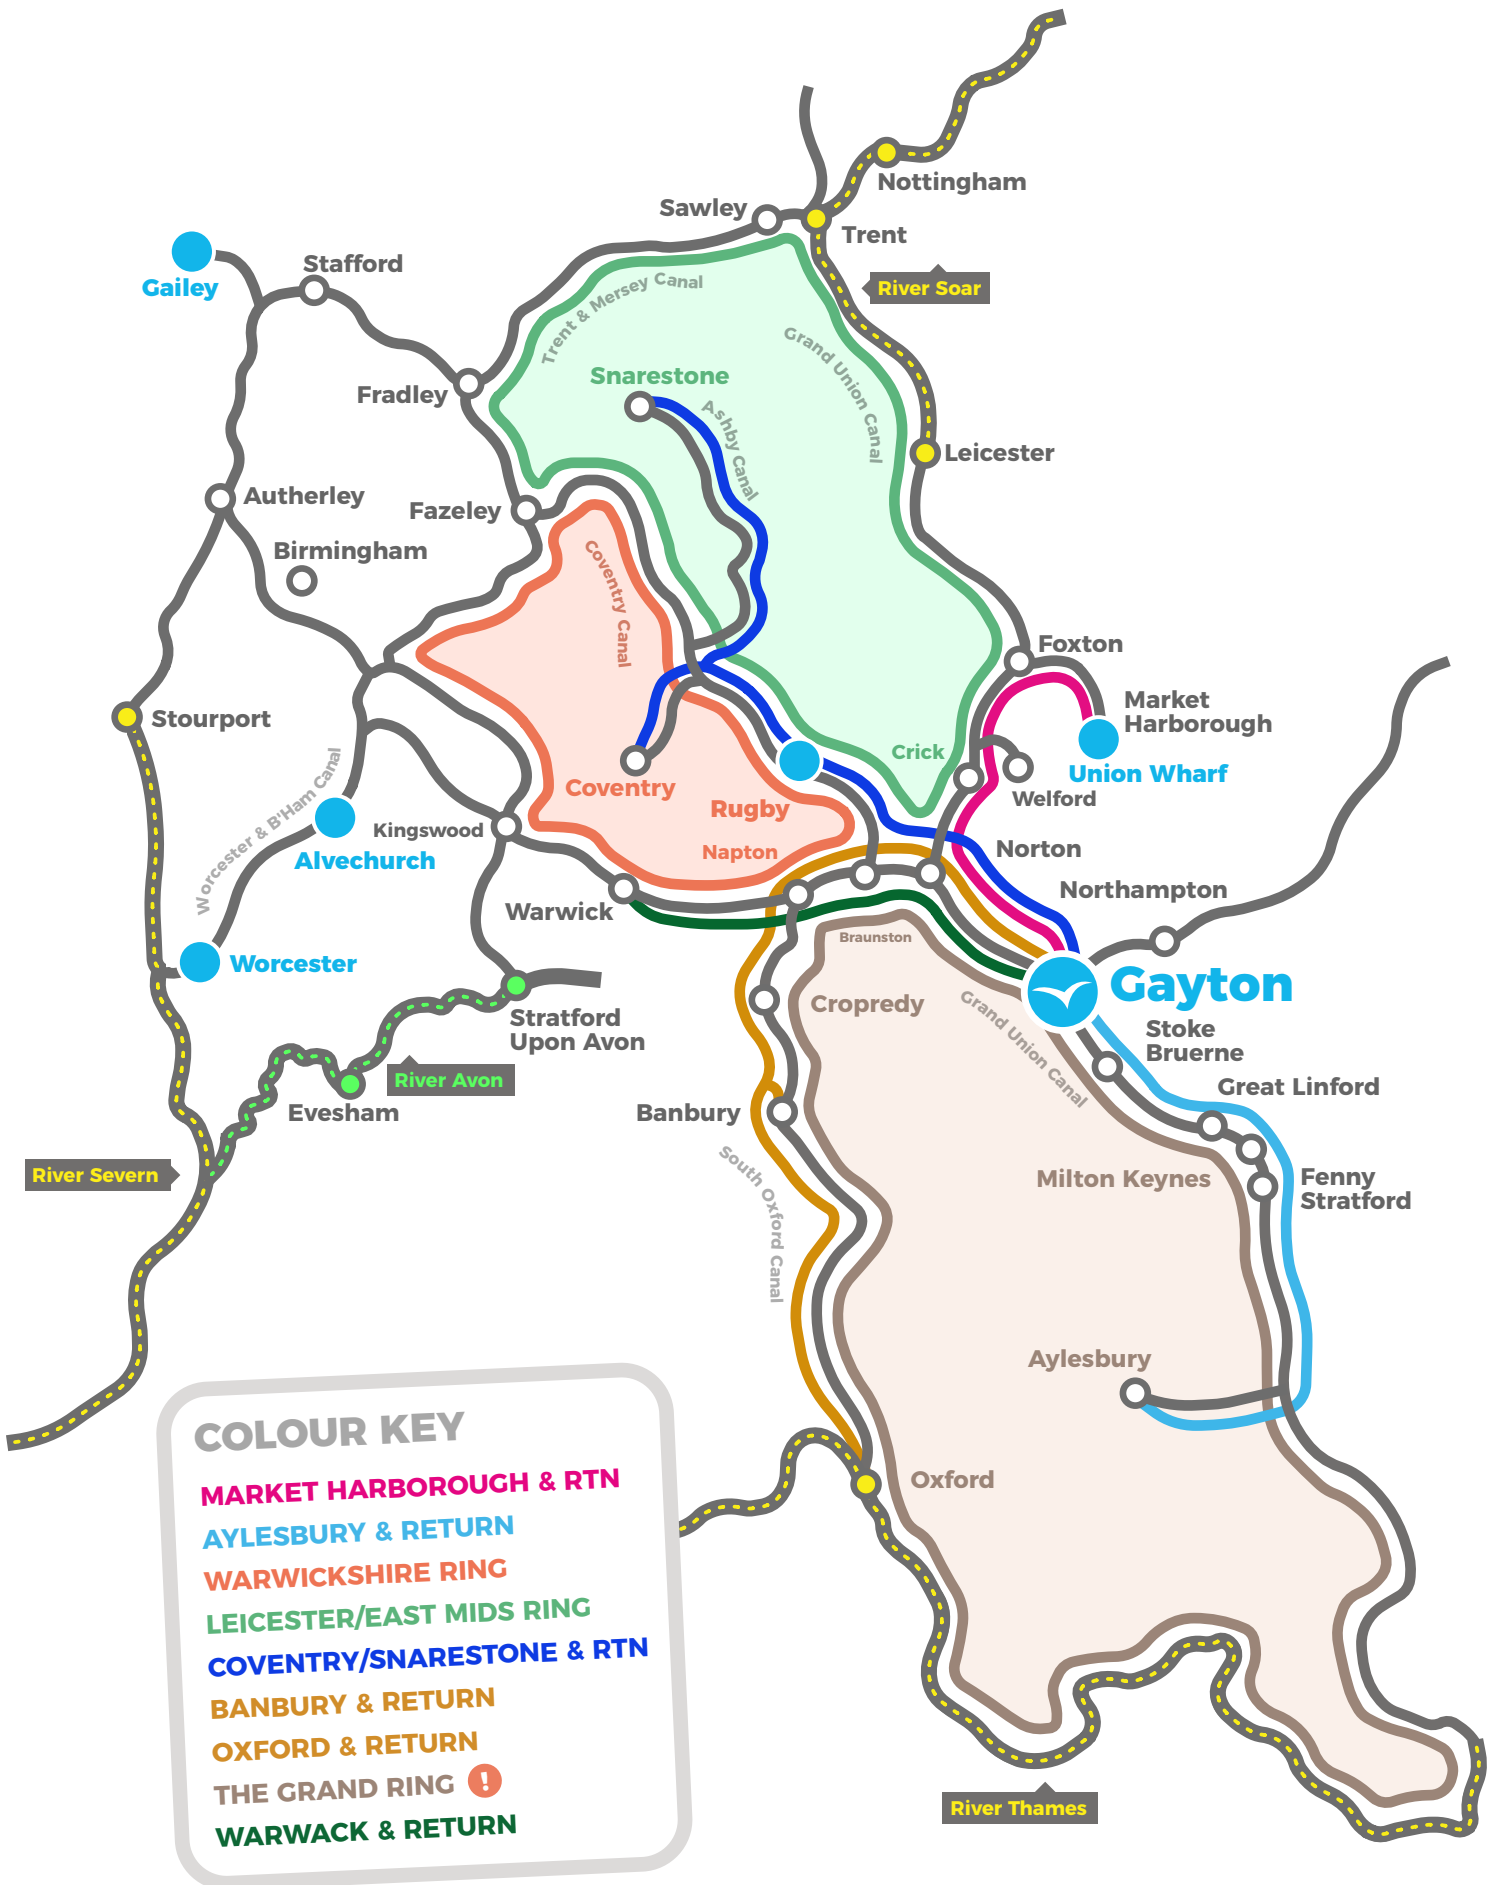 Nottingham
Sawley
Trent
Stafford
Gailey
River Soar
Trent & Mersey Canal
Grand Union Canal
Snarestone
Fradley
Ashby Canal
Leicester
Autherley
Fazeley
Birmingham
Coventry Canal
Foxton
Market
Harborough
Stourport
Crick
Union Wharf
Coventry
Welford
Worcester & B'Ham Canal
Rugby
Kingswood
Alvechurch
Napton
Norton
Northampton
Warwick
Braunston
Worcester
Gayton
Cropredy
Grand Union Canal
Stratford
Upon Avon
Stoke
Bruerne
River Avon
Great Linford
Evesham
Banbury
South Oxford Canal
River Severn
Milton Keynes
Fenny
Stratford
Aylesbury
Oxford
River Thames
COLOUR KEY
MARKET HARBOROUGH & RTN
AYLESBURY & RETURN
WARWICKSHIRE RING
LEICESTER/EAST MIDS RING
COVENTRY/SNARESTONE & RTN
BANBURY & RETURN
OXFORD & RETURN
THE GRAND RING !
WARWACK & RETURN